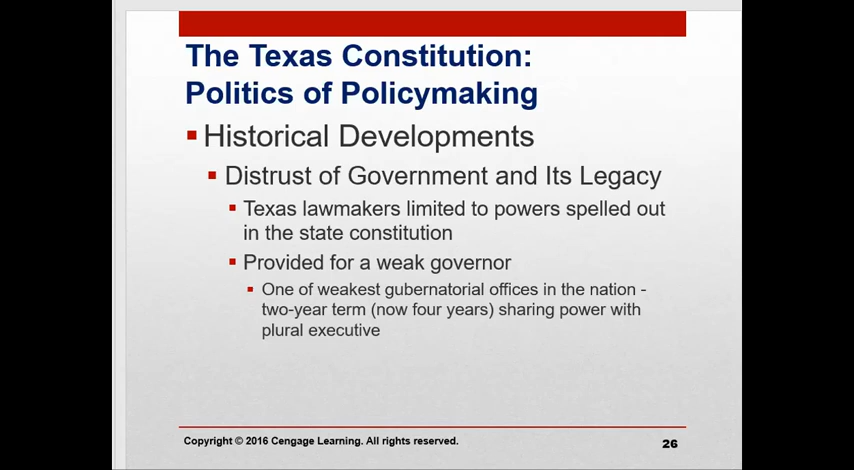 The Texas Constitution:
Politics of Policymaking
Historical Developments
Distrust of Government and Its Legacy
Texas lawmakers limited to powers spelled out
in the state constitution
Provided for a weak governor
One of weakest gubernatorial offices in the nation -
two-year term (now four years) sharing power with
plural executive
Copyright © 2016 Cengage Learning. All rights reserved.
26